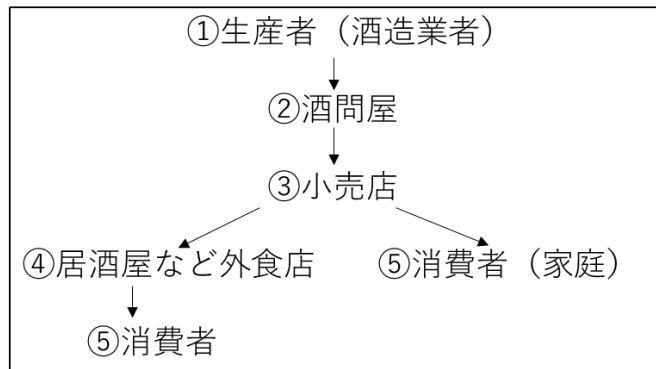 ①生産者（酒造業者）
②酒問屋
③小売店
④居酒屋など外食店
⑤消費者（家庭）
⑤消費者